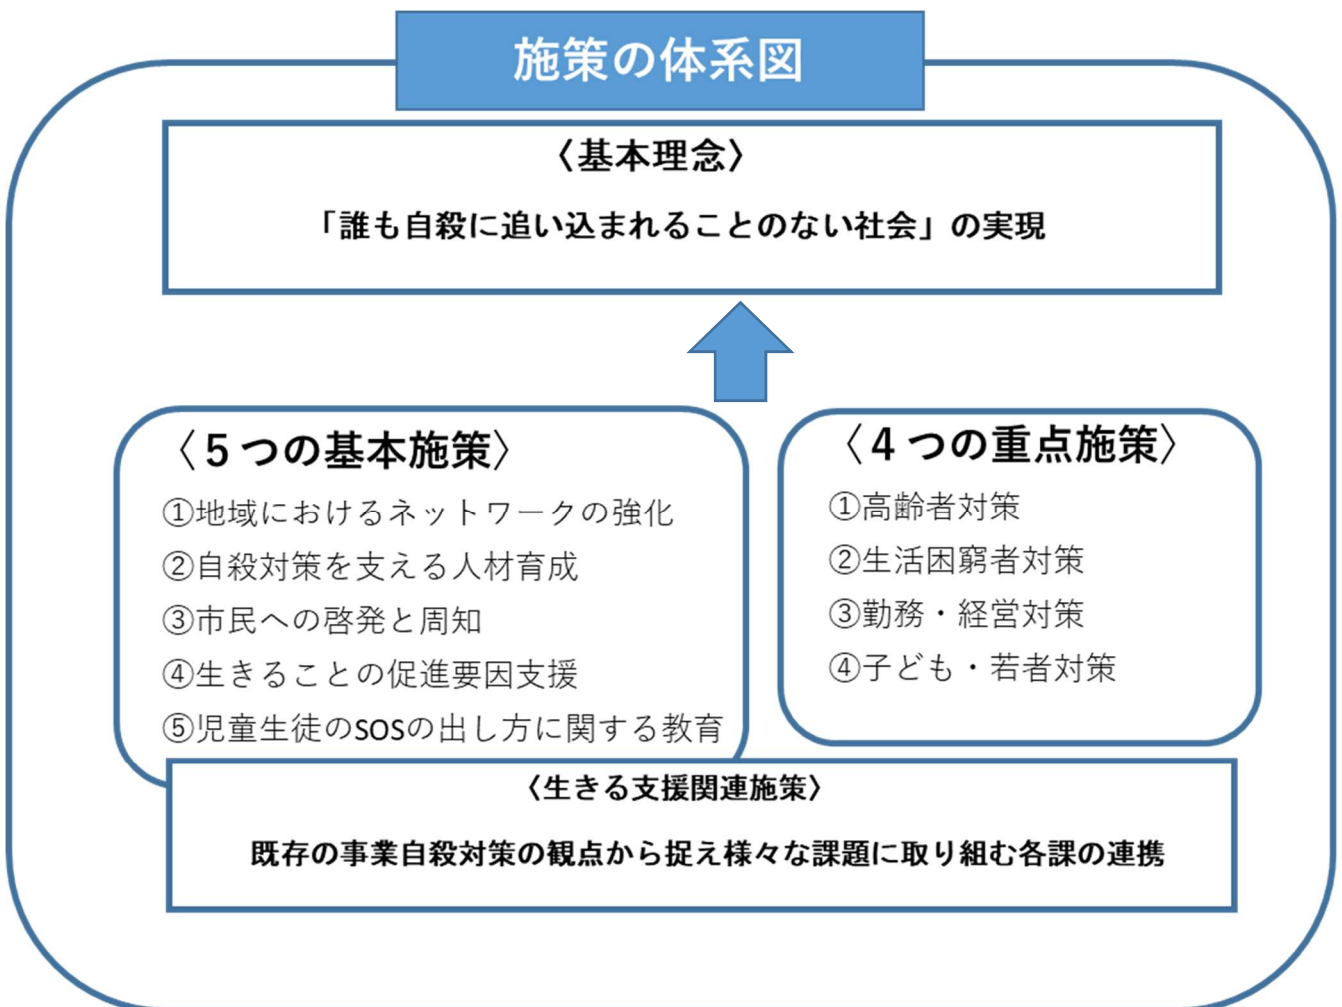 施策の体系図
〈基本理念〉
「誰も自殺に追い込まれることのない社会」の実現
〈５つの基本施策〉
①地域におけるネットワークの強化
②自殺対策を支える人材育成
③市民への啓発と周知
④生きることの促進要因支援
⑤児童生徒のSOSの出し方に関する教育
〈４つの重点施策〉
①高齢者対策
②生活困窮者対策
③勤務・経営対策
④子ども・若者対策
〈生きる支援関連施策〉
既存の事業自殺対策の観点から捉え様々な課題に取り組む各課の連携